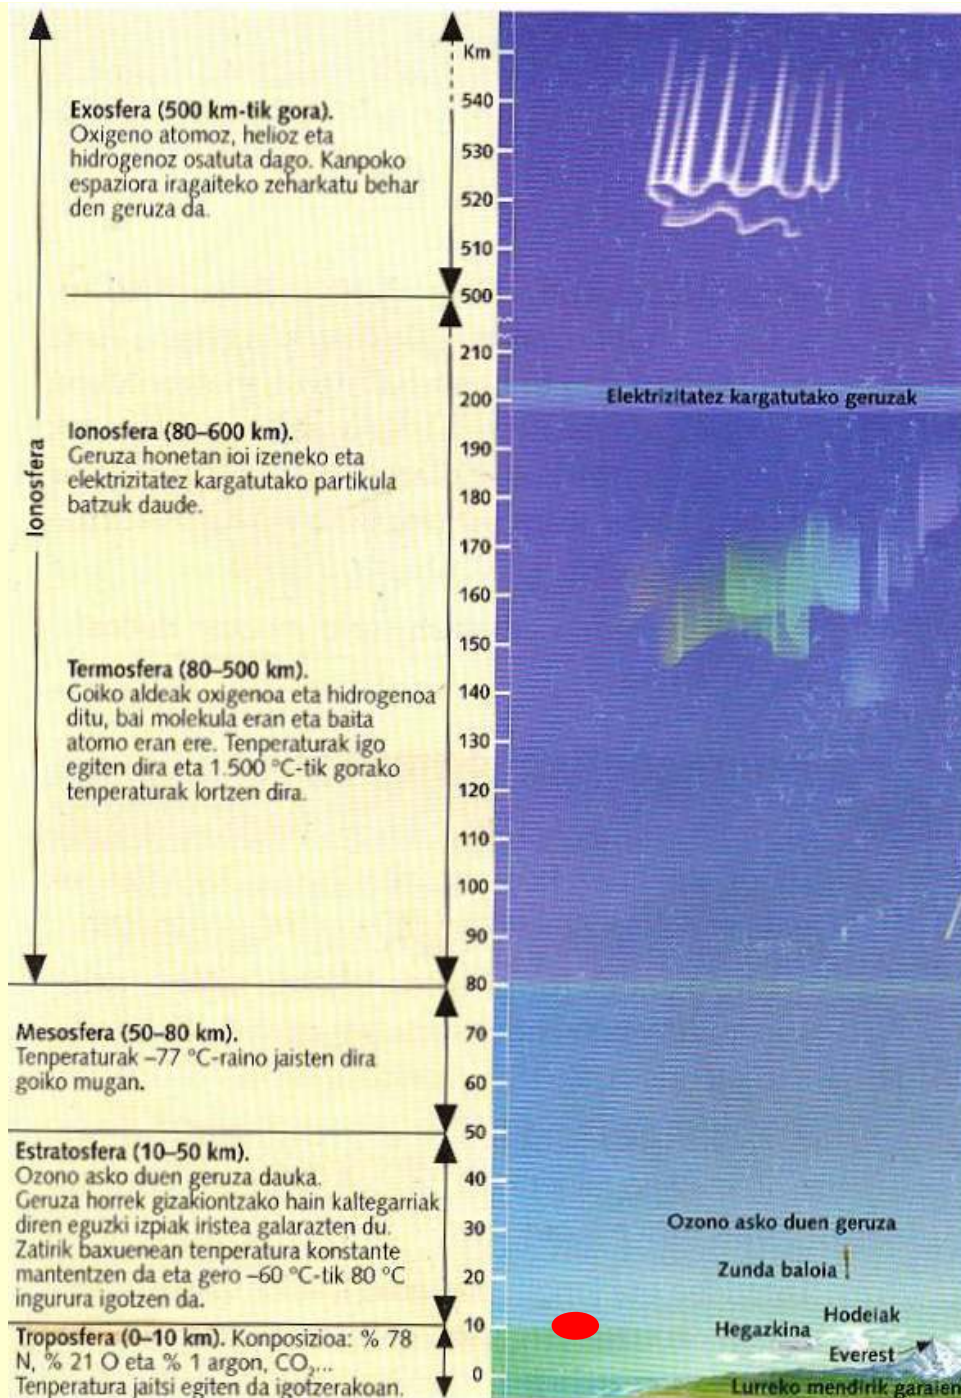 Ionosfera
Exosfera (500 km-tik gora).
Oxigeno atomoz, helioz eta
hidrogenoz osatuta dago. Kanpoko
espaziora iragaiteko zeharkatu behar
den geruza da.
Ionosfera (80–600 km).
Geruza honetan ioi izeneko eta
elektrizitatez kargatutako partikula
batzuk daude.
Termosfera (80–500 km).
Goiko aldeak oxigenoa eta hidrogenoa
ditu, bai molekula eran eta baita
atomo eran ere. Tenperaturak igo
egiten dira eta 1.500 °C-tik gorako
tenperaturak lortzen dira.
Mesosfera (50–80 km).
Tenperaturak –77 °C-raino jaisten dira
goiko mugan.
Estratosfera (10–50 km).
Ozono asko duen geruza dauka.
Geruza horrek gizakiontzako hain kaltegarriak
diren eguzki izpiak iristea galarazten du.
Zatirik baxuenean tenperatura konstante
mantentzen da eta gero –60 °C-tik 80 °C
ingurura igotzen da.
Troposfera (0–10 km). Konposizioa: % 78
N, % 21 O eta % 1 argon, CO₂...
Tenperatura jaitsi egiten da igotzerakoan.
Km
540
530
520
510
500
210
200
190
180
170
160
150
140
130
120
110
100
90
80
70
60
50
40
30
20
10
0
Elektrizitatez kargatutako geruzak
Ozono asko duen geruza
Zunda baloia
Hodeiak
Hegazkina
Everest
Lurreko mendirik garaien